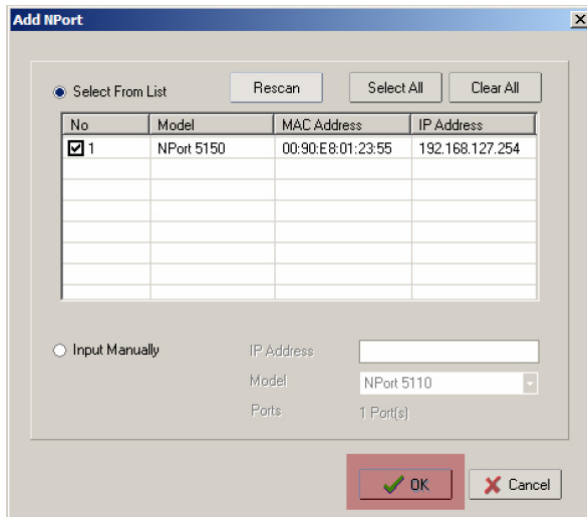 Add NPort
Select From List Rescan Select All Clear All
No Model MAC Address IP Address
1 NPort 5150 00:90:E8:01:23:55 192.168.127.254
Input Manually IP Address
Model NPort 5110
Ports 1 Port(s)
OK Cancel